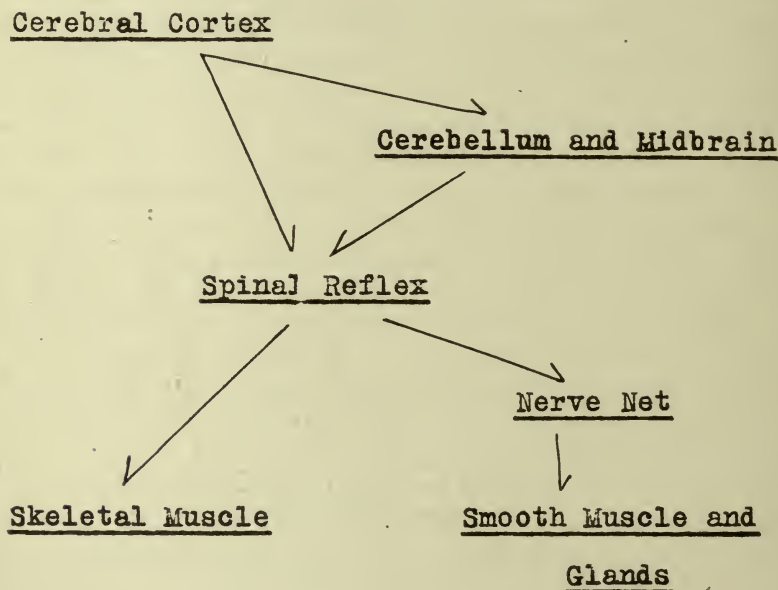 Cerebral Cortex
Cerebellum and Midbrain
Spinal Reflex
Nerve Net
Skeletal Muscle
Smooth Muscle and
Glands